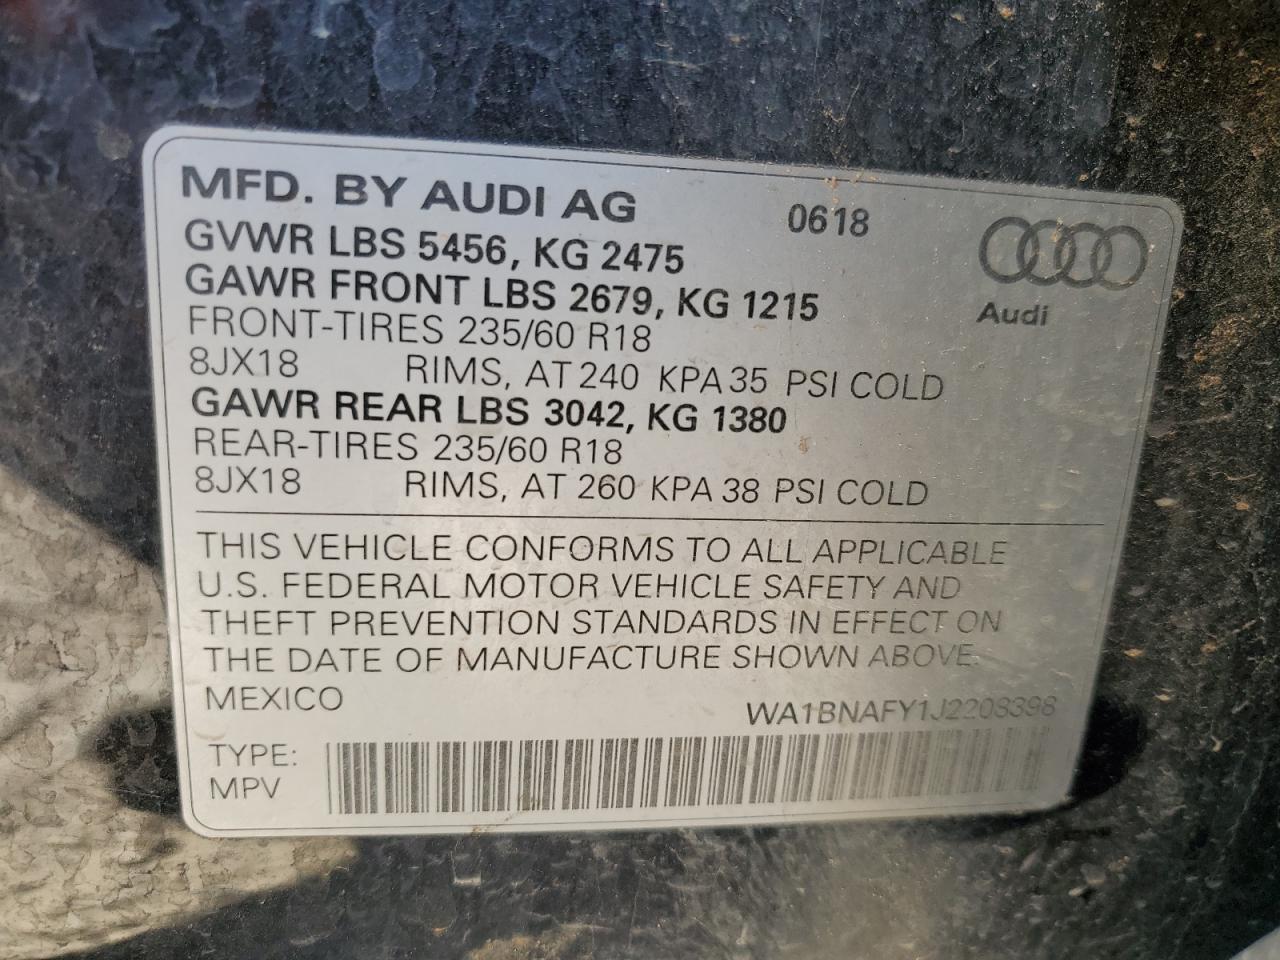 MFD. BY AUDI AG 0618
GVWR LBS 5456, KG 2475
GAWR FRONT LBS 2679, KG 1215
Audi
FRONT-TIRES 235/60 R18
8JX18 RIMS, AT 240 KPA 35 PSI COLD
GAWR REAR LBS 3042, KG 1380
REAR-TIRES 235/60 R18
8JX18 RIMS, AT 260 KPA 38 PSI COLD
THIS VEHICLE CONFORMS TO ALL APPLICABLE
U.S. FEDERAL MOTOR VEHICLE SAFETY AND
THEFT PREVENTION STANDARDS IN EFFECT ON
THE DATE OF MANUFACTURE SHOWN ABOVE.
MEXICO WA1BNAFY1J2208398
TYPE:
MPV